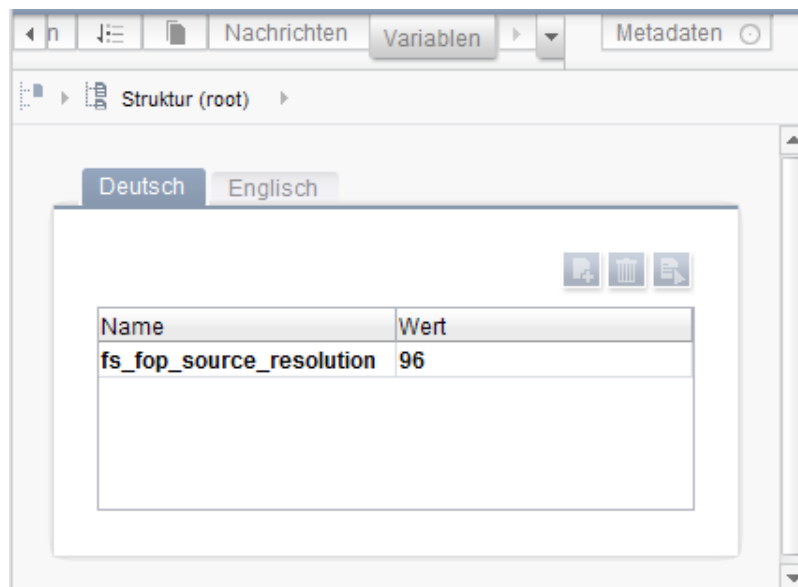 n Nachrichten Variablen Metadaten
Struktur (root)
Deutsch Englisch
Name Wert
fs_fop_source_resolution 96